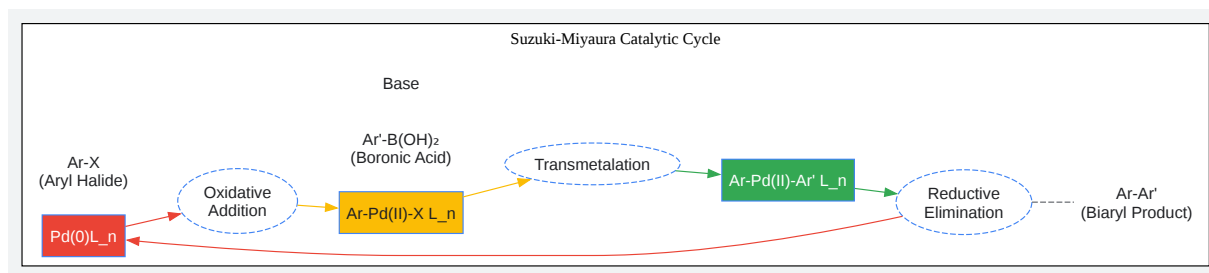 Suzuki-Miyaura Catalytic Cycle
Base
Ar-X
(Aryl Halide)
Ar'-B(OH)₂
(Boronic Acid)
Pd(0)L_n
Oxidative
Addition
Ar-Pd(II)-X L_n
Transmetalation
Ar-Pd(II)-Ar' L_n
Reductive
Elimination
Ar-Ar'
(Biaryl Product)